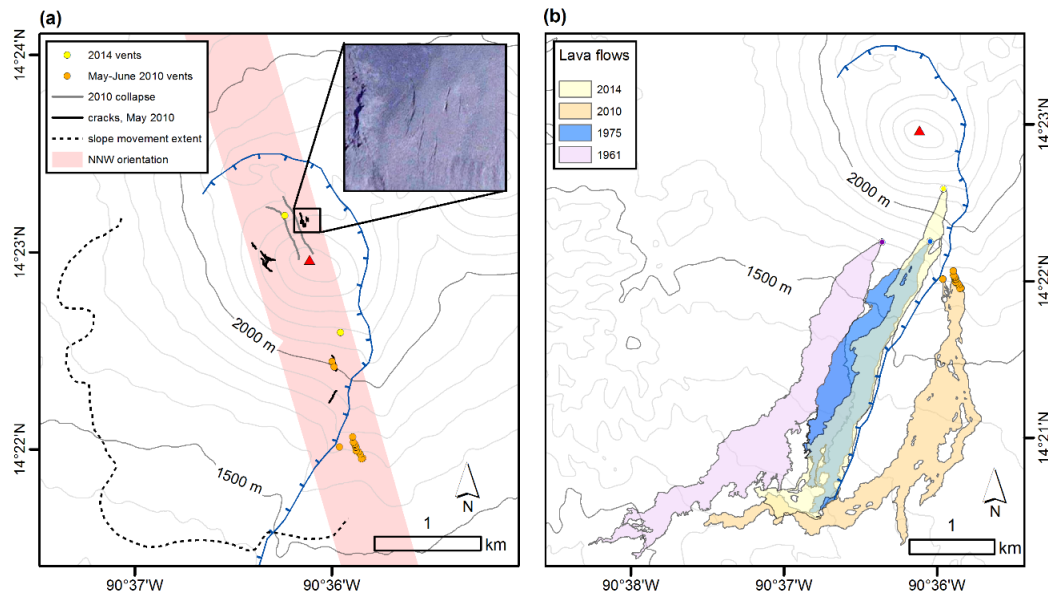 (a)
14°24'N
14°23'N
14°22'N
2014 vents
May-June 2010 vents
2010 collapse
cracks, May 2010
slope movement extent
NNW orientation
2000 m
1500 m
N
1
km
90°37'W
90°36'W
(b)
Lava flows
2014
2010
1975
1961
2000 m
1500 m
14°23'N
14°22'N
14°21'N
N
1
km
90°38'W
90°37'W
90°36'W